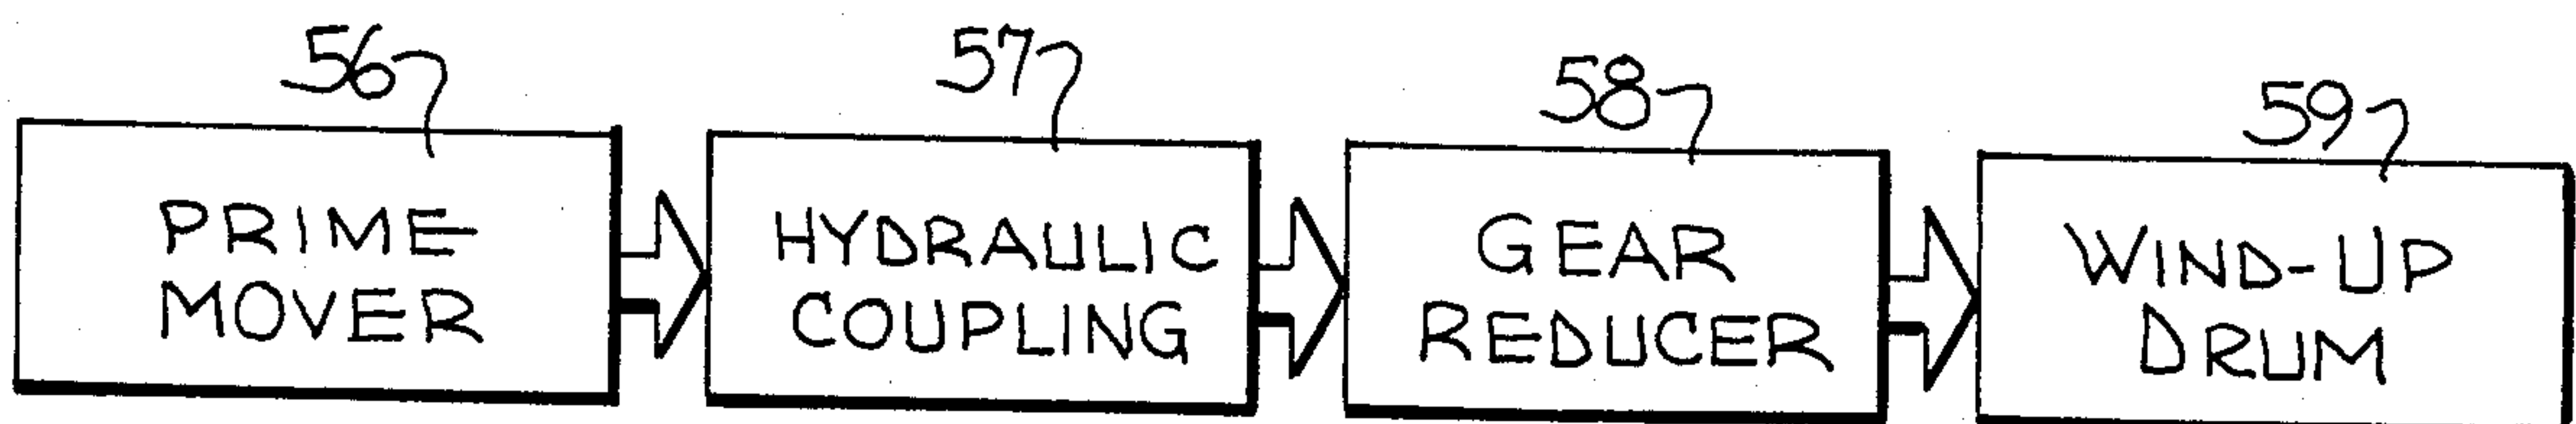 56
57
58
59
PRIME
MOVER
HYDRAULIC
COUPLING
GEAR
REDUCER
WIND-UP
DRUM